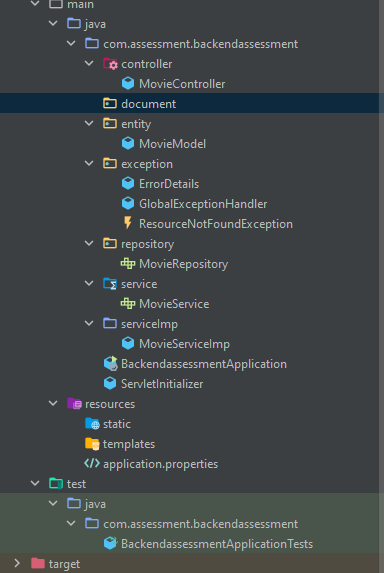 main
java
com.assessment.backendassessment
controller
MovieController
document
entity
MovieModel
exception
ErrorDetails
GlobalExceptionHandler
ResourceNotFoundException
repository
MovieRepository
service
MovieService
serviceImp
MovieServiceImp
BackendassessmentApplication
ServletInitializer
resources
static
templates
application.properties
test
java
com.assessment.backendassessment
BackendassessmentApplicationTests
target